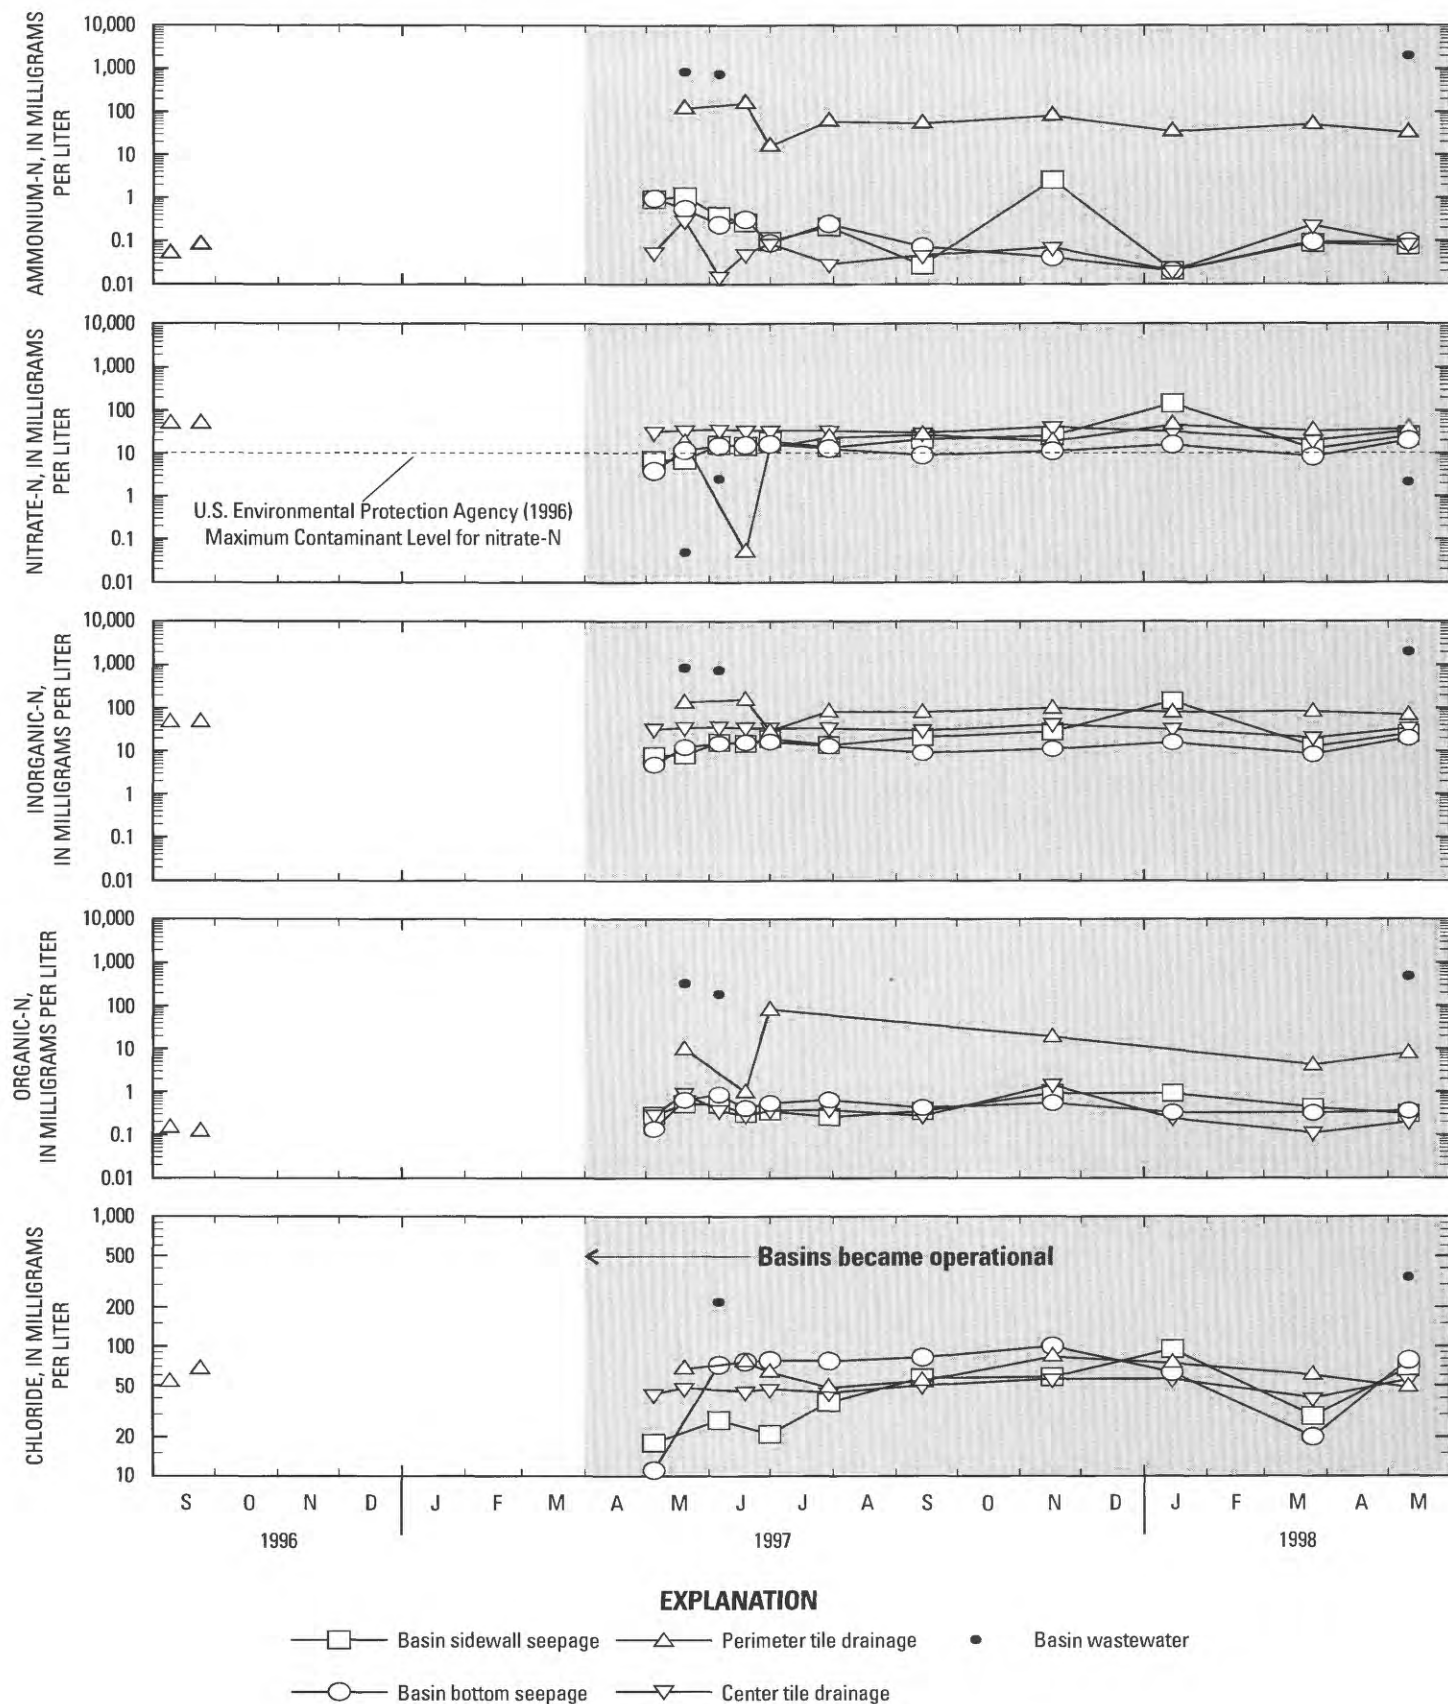 AMMONIUM-N, IN MILLIGRAMS
PER LITER
10,000
1,000
100
10
1
0.1
0.01
NITRATE-N, IN MILLIGRAMS
PER LITER
10,000
1,000
100
10
1
0.1
0.01
U.S. Environmental Protection Agency (1996)
Maximum Contaminant Level for nitrate-N
INORGANIC-N,
IN MILLIGRAMS PER LITER
10,000
1,000
100
10
1
0.1
0.01
ORGANIC-N,
IN MILLIGRAMS PER LITER
10,000
1,000
100
10
1
0.1
0.01
CHLORIDE, IN MILLIGRAMS
PER LITER
1,000
500
200
100
50
20
10
Basins became operational
S O N D J F M A M J J A S O N D J F M A M
1996 1997 1998
EXPLANATION
Basin sidewall seepage Perimeter tile drainage Basin wastewater
Basin bottom seepage Center tile drainage